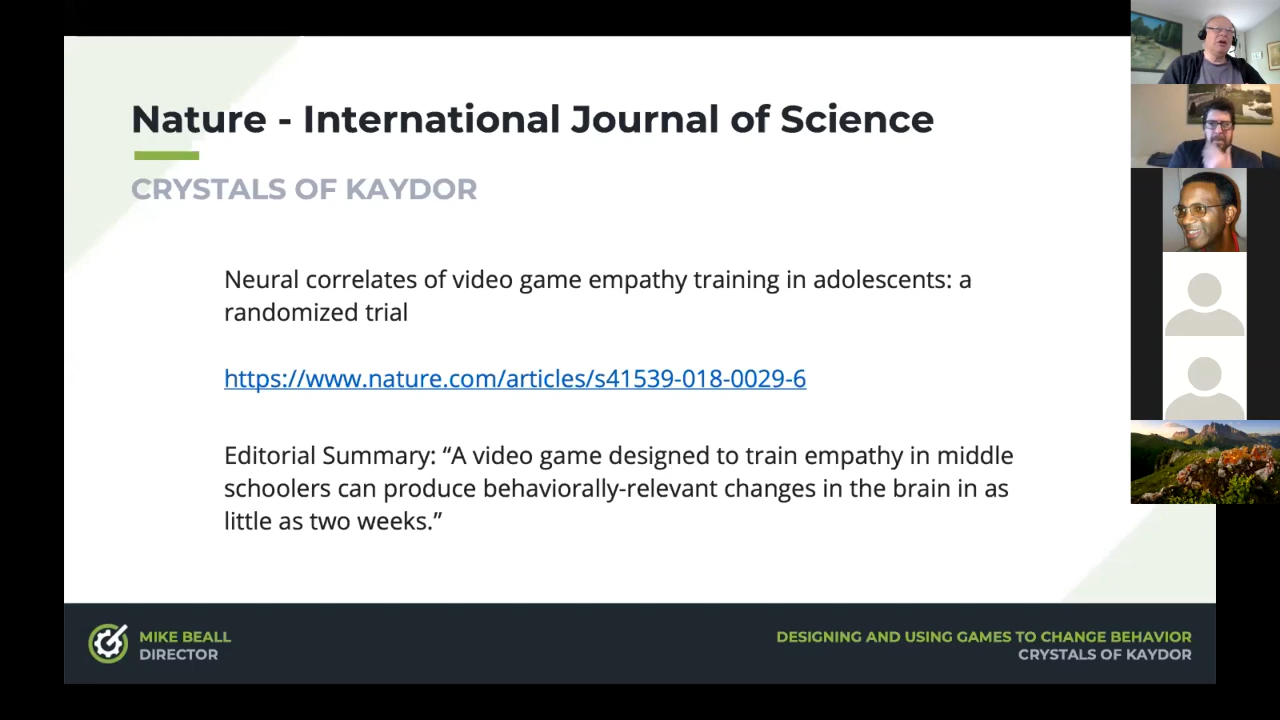 Nature - International Journal of Science
CRYSTALS OF KAYDOR
Neural correlates of video game empathy training in adolescents: a
randomized trial
https://www.nature.com/articles/s41539-018-0029-6
Editorial Summary: “A video game designed to train empathy in middle
schoolers can produce behaviorally-relevant changes in the brain in as
little as two weeks.”
MIKE BEALL
DIRECTOR
DESIGNING AND USING GAMES TO CHANGE BEHAVIOR
CRYSTALS OF KAYDOR